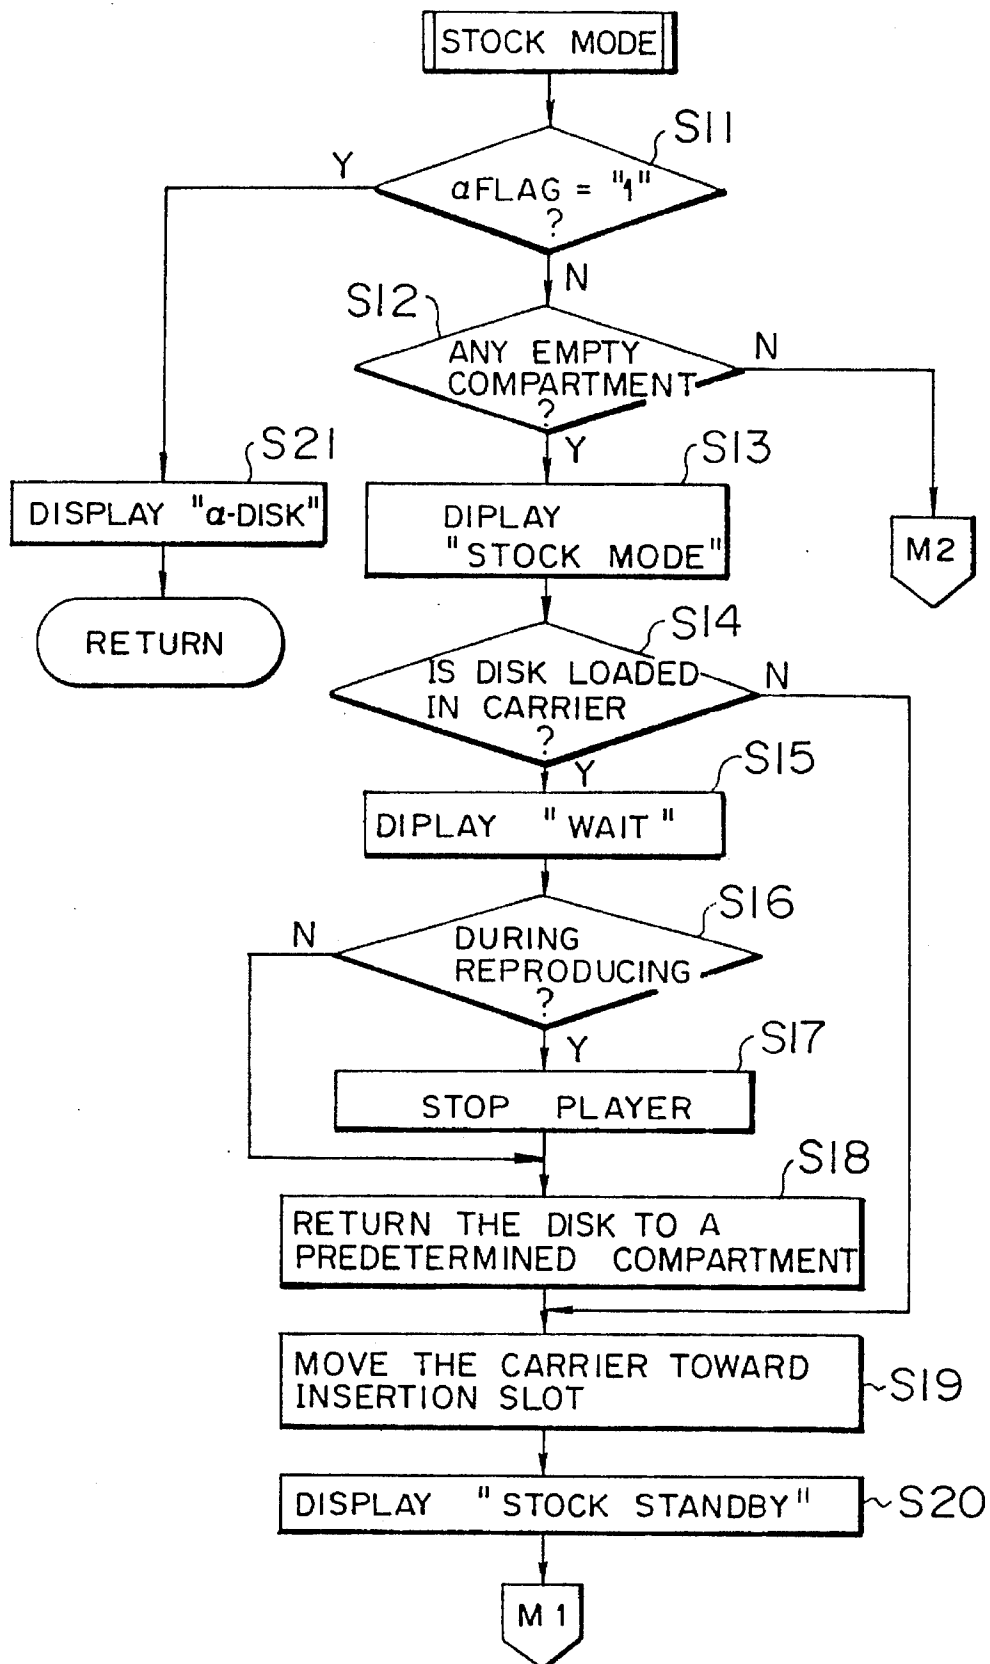 STOCK MODE
S11
Y
αFLAG = "1"
?
N
S12
ANY EMPTY
COMPARTMENT
?
N
Y
S21
DISPLAY "α-DISK"
RETURN
S13
DIPLAY
"STOCK MODE"
M2
S14
IS DISK LOADED
IN CARRIER
?
N
Y
S15
DIPLAY "WAIT"
S16
N
DURING
REPRODUCING
?
Y
S17
STOP PLAYER
S18
RETURN THE DISK TO A
PREDETERMINED COMPARTMENT
MOVE THE CARRIER TOWARD
INSERTION SLOT
S19
DISPLAY "STOCK STANDBY"
S20
M1